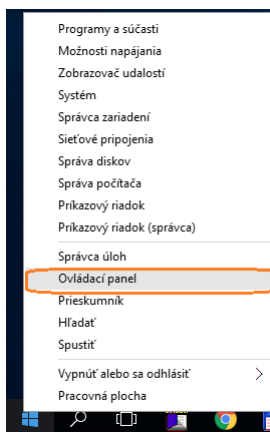 Programy a súčasti
Možnosti napájania
Zobrazovač udalostí
Systém
Správca zariadení
Sieťové pripojenia
Správa diskov
Správa počítača
Príkazový riadok
Príkazový riadok (správca)
Správca úloh
Ovládací panel
Prieskumník
Hľadať
Spustiť
Vypnúť alebo sa odhlásiť
Pracovná plocha